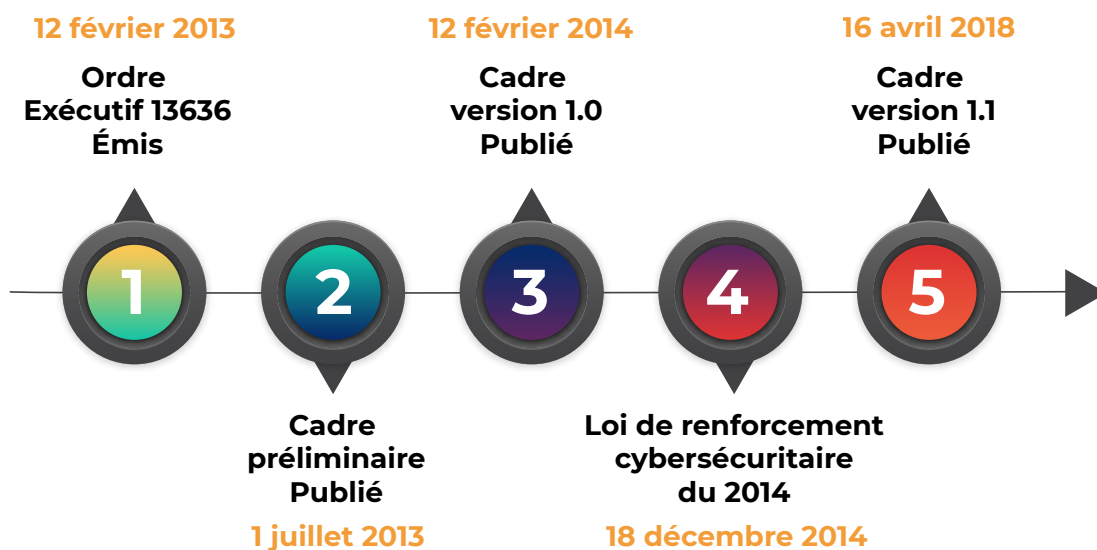 12 février 2013
Ordre
Exécutif 13636
Émis
12 février 2014
Cadre
version 1.0
Publié
16 avril 2018
Cadre
version 1.1
Publié
1
2
3
4
5
Cadre
préliminaire
Publié
1 juillet 2013
Loi de renforcement
cybersécuritaire
du 2014
18 décembre 2014